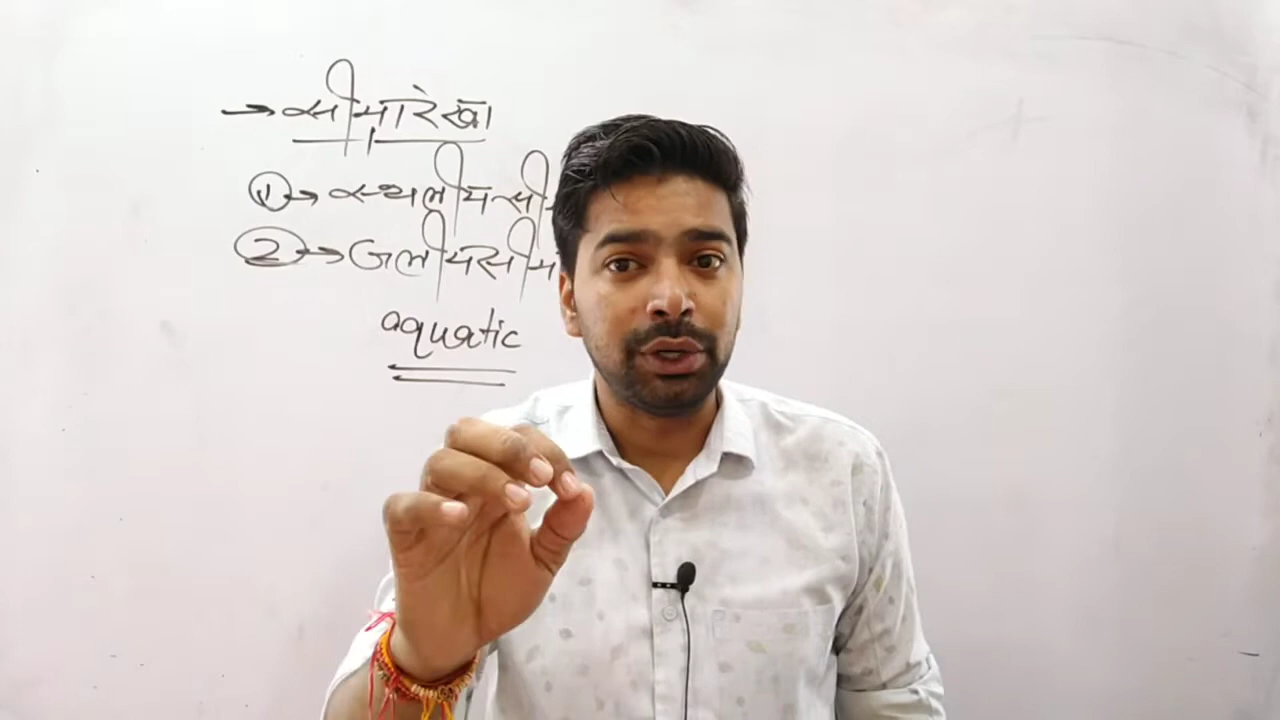 → सीमारेखा
① → स्थलीय सी
② → जलीय सीम
aquatic